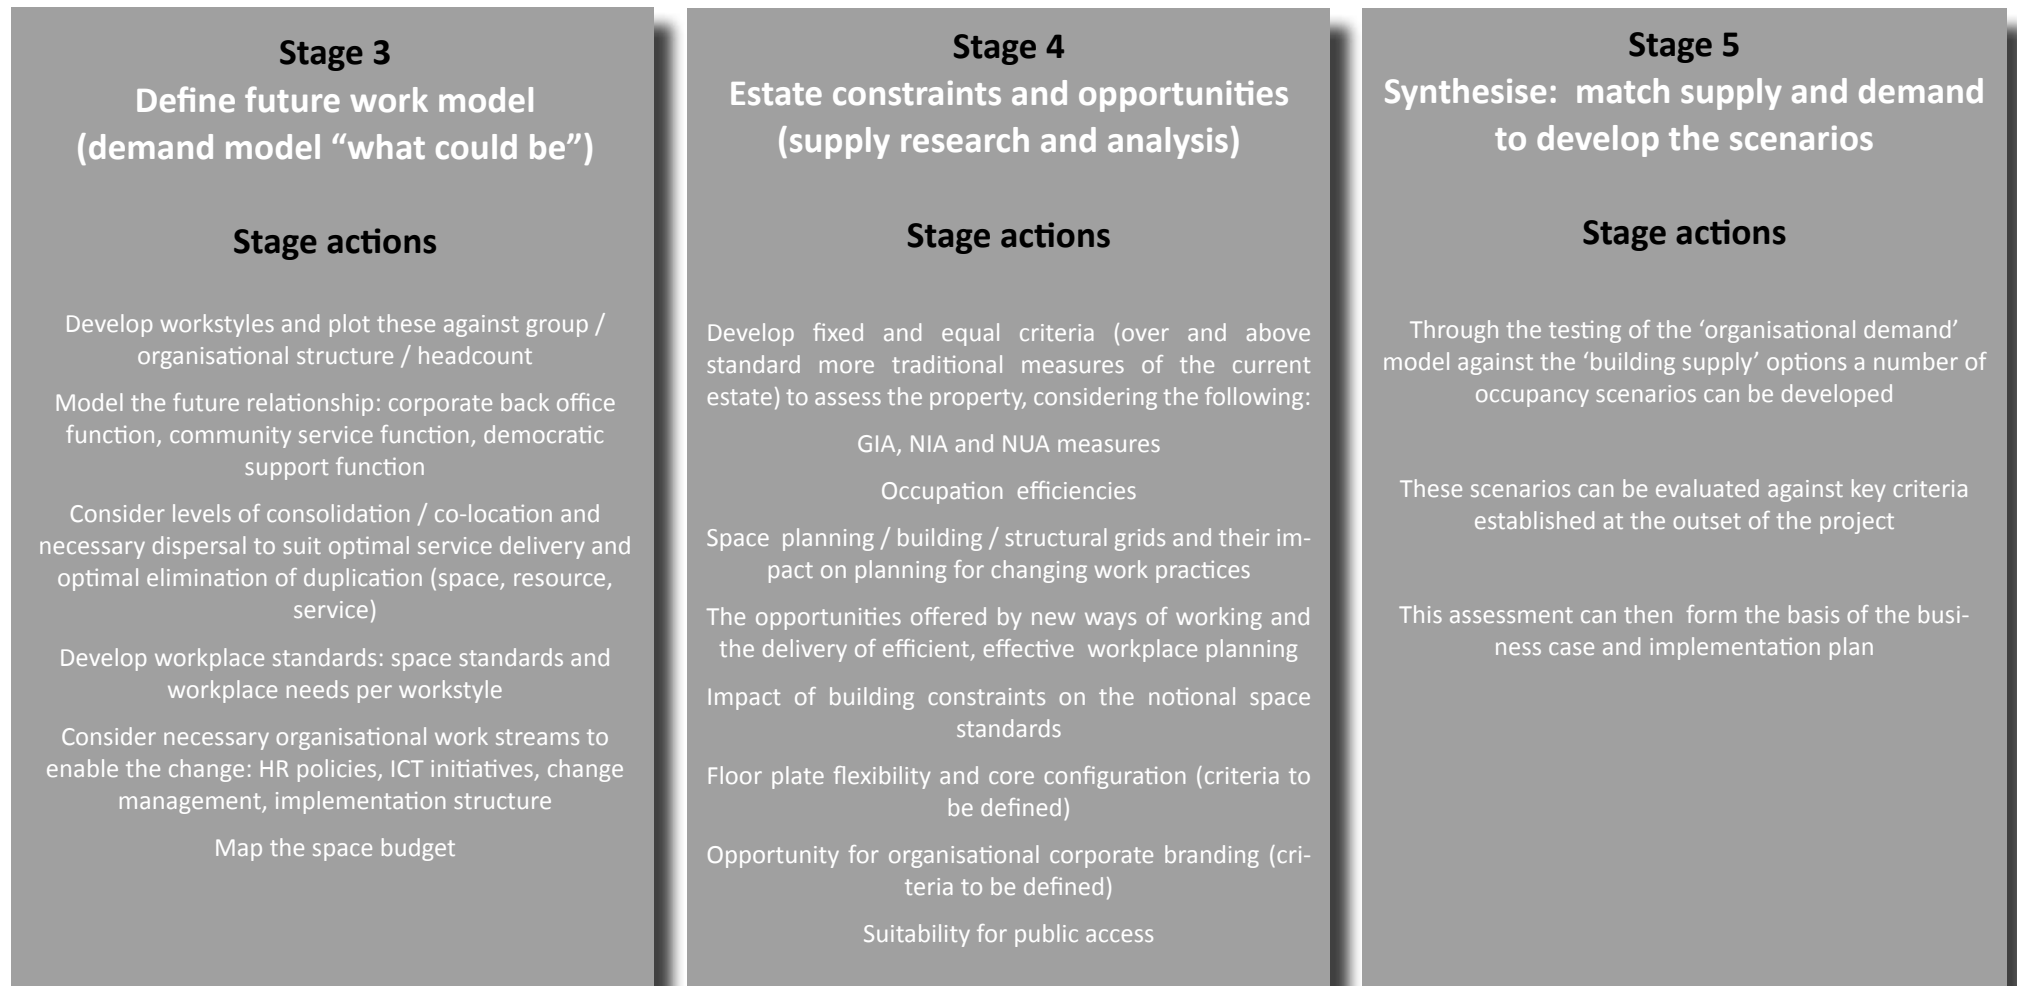 Stage 3
Define future work model
(demand model “what could be”)
Stage actions
Develop workstyles and plot these against group /
organisational structure / headcount
Model the future relationship: corporate back office
function, community service function, democratic
support function
Consider levels of consolidation / co-location and
necessary dispersal to suit optimal service delivery and
optimal elimination of duplication (space, resource,
service)
Develop workplace standards: space standards and
workplace needs per workstyle
Consider necessary organisational work streams to
enable the change: HR policies, ICT initiatives, change
management, implementation structure
Map the space budget
Stage 4
Estate constraints and opportunities
(supply research and analysis)
Stage actions
Develop fixed and equal criteria (over and above
standard more traditional measures of the current
estate) to assess the property, considering the following:
GIA, NIA and NUA measures
Occupation efficiencies
Space planning / building / structural grids and their im-
pact on planning for changing work practices
The opportunities offered by new ways of working and
the delivery of efficient, effective workplace planning
Impact of building constraints on the notional space
standards
Floor plate flexibility and core configuration (criteria to
be defined)
Opportunity for organisational corporate branding (cri-
teria to be defined)
Suitability for public access
Stage 5
Synthesise: match supply and demand
to develop the scenarios
Stage actions
Through the testing of the ‘organisational demand’
model against the ‘building supply’ options a number of
occupancy scenarios can be developed
These scenarios can be evaluated against key criteria
established at the outset of the project
This assessment can then form the basis of the busi-
ness case and implementation plan